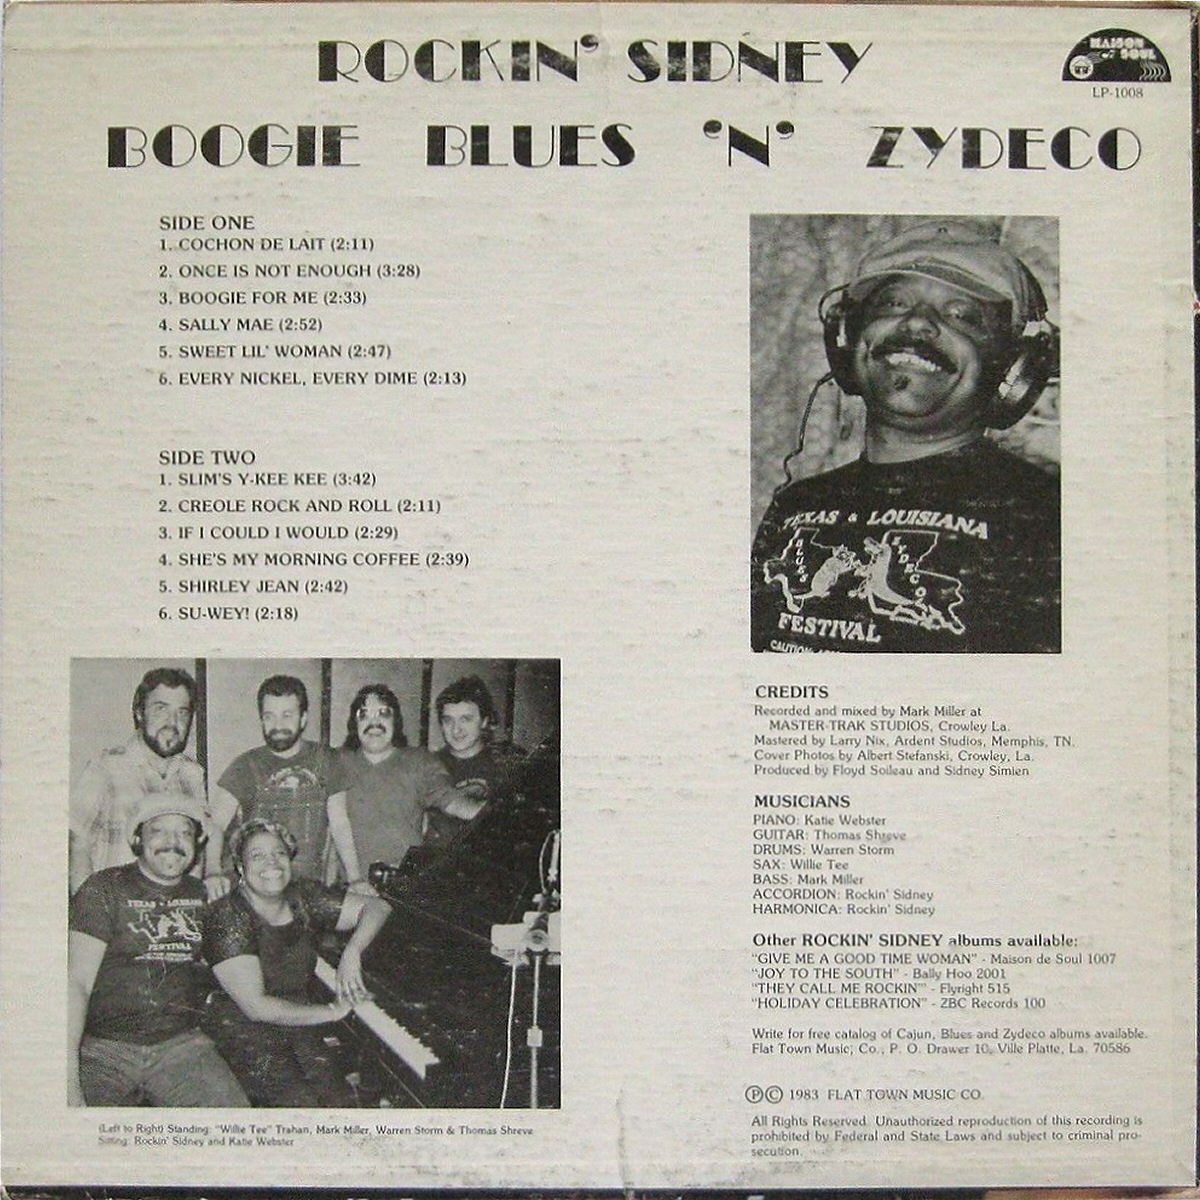 ROCKIN' SIDNEY
MAISON
of SOUL
LP-1008
BOOGIE BLUES 'N' ZYDECO
SIDE ONE
1. COCHON DE LAIT (2:11)
2. ONCE IS NOT ENOUGH (3:28)
3. BOOGIE FOR ME (2:33)
4. SALLY MAE (2:52)
5. SWEET LIL' WOMAN (2:47)
6. EVERY NICKEL, EVERY DIME (2:13)
SIDE TWO
1. SLIM'S Y-KEE KEE (3:42)
2. CREOLE ROCK AND ROLL (2:11)
3. IF I COULD I WOULD (2:29)
4. SHE'S MY MORNING COFFEE (2:39)
5. SHIRLEY JEAN (2:42)
6. SU-WEY! (2:18)
TEXAS & LOUISIANA
BLUES
ZYDECO
FESTIVAL
TEXAS & LOUISIANA
FESTIVAL
(Left to Right) Standing: "Willie Tee" Trahan, Mark Miller, Warren Storm & Thomas Shreve
Sitting: Rockin' Sidney and Katie Webster
CREDITS
Recorded and mixed by Mark Miller at
MASTER-TRAK STUDIOS, Crowley La.
Mastered by Larry Nix, Ardent Studios, Memphis, TN.
Cover Photos by Albert Stefanski, Crowley, La.
Produced by Floyd Soileau and Sidney Simien
MUSICIANS
PIANO: Katie Webster
GUITAR: Thomas Shreve
DRUMS: Warren Storm
SAX: Willie Tee
BASS: Mark Miller
ACCORDION: Rockin' Sidney
HARMONICA: Rockin' Sidney
Other ROCKIN' SIDNEY albums available:
"GIVE ME A GOOD TIME WOMAN" - Maison de Soul 1007
"JOY TO THE SOUTH" - Bally Hoo 2001
"THEY CALL ME ROCKIN'" - Flyright 515
"HOLIDAY CELEBRATION" - ZBC Records 100
Write for free catalog of Cajun, Blues and Zydeco albums available.
Flat Town Music, Co., P. O. Drawer 10, Ville Platte, La. 70586
Ⓟ© 1983 FLAT TOWN MUSIC CO.
All Rights Reserved. Unauthorized reproduction of this recording is
prohibited by Federal and State Laws and subject to criminal pro-
secution.